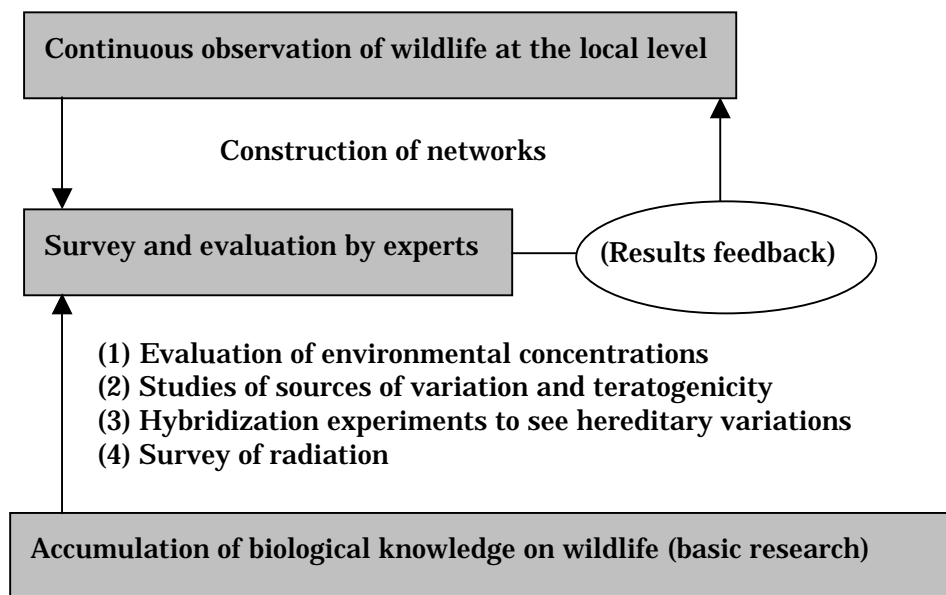 Continuous observation of wildlife at the local level
Construction of networks
Survey and evaluation by experts
(Results feedback)
(1) Evaluation of environmental concentrations
(2) Studies of sources of variation and teratogenicity
(3) Hybridization experiments to see hereditary variations
(4) Survey of radiation
Accumulation of biological knowledge on wildlife (basic research)